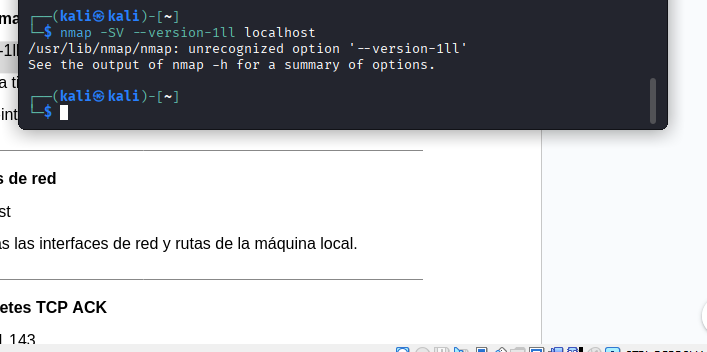 ma
┌──(kali㉿kali)-[~]
└─$ nmap -SV --version-1ll localhost
-1ll
/usr/lib/nmap/nmap: unrecognized option '--version-1ll'
See the output of nmap -h for a summary of options.
a ti
┌──(kali㉿kali)-[~]
-int
└─$
s de red
st
as las interfaces de red y rutas de la máquina local.
etes TCP ACK
143